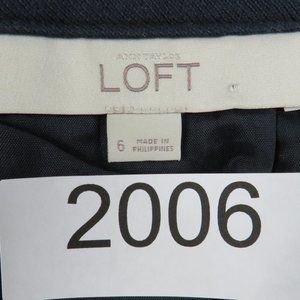 ANN TAYLOR
LOFT
6
MADE IN
PHILIPPINES
2006